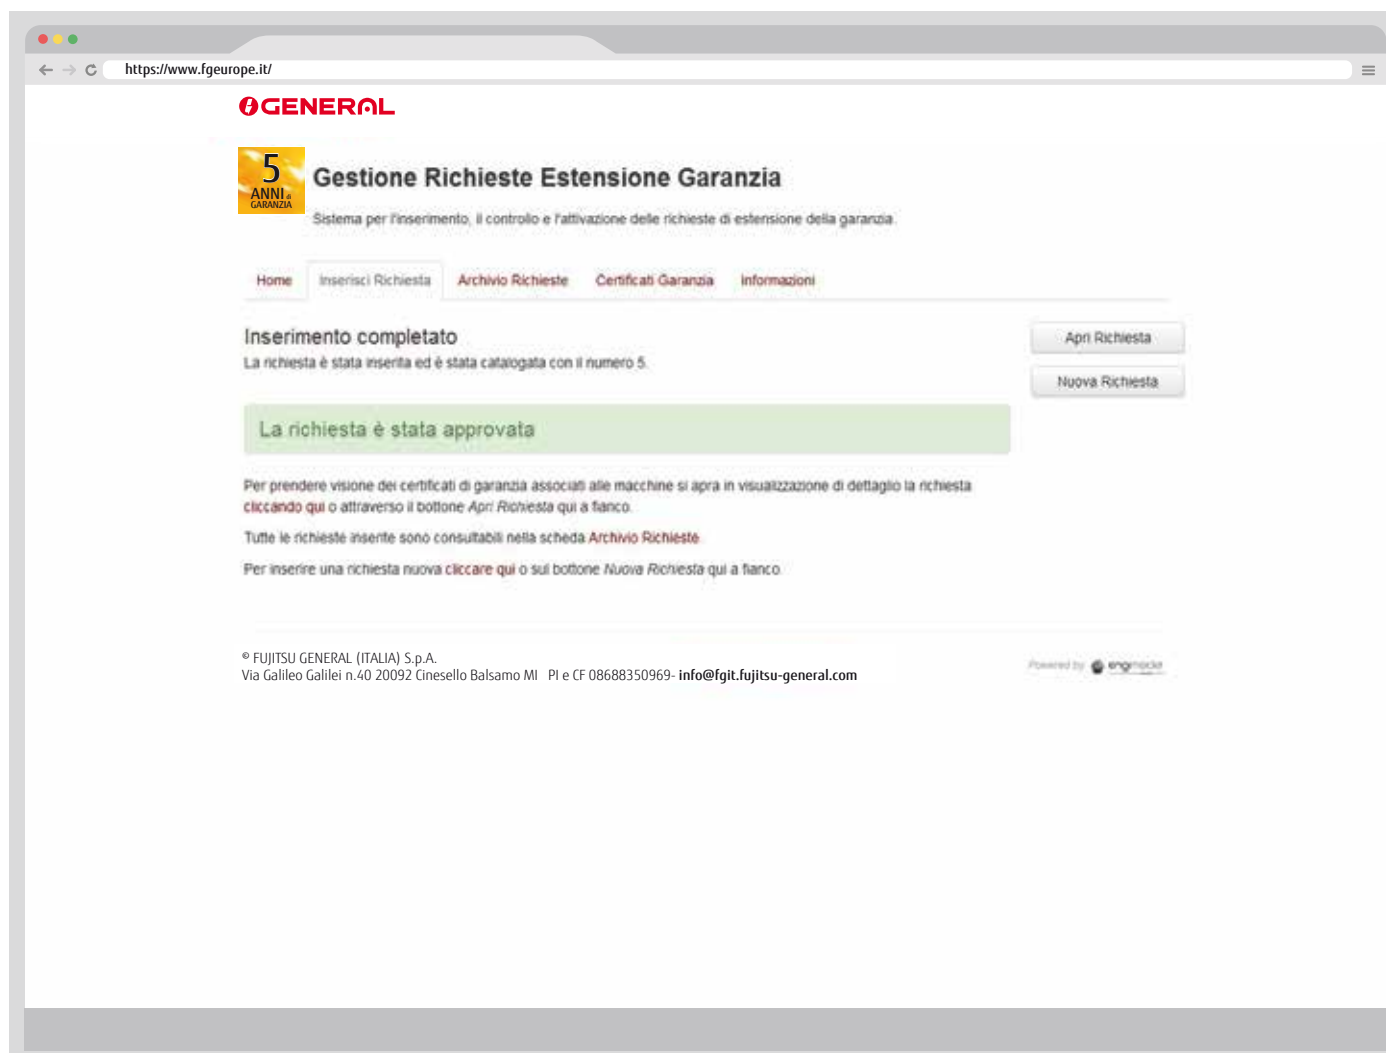 https://www.fgeurope.it/
GENERAL
5
ANNI di
GARANZIA
Gestione Richieste Estensione Garanzia
Sistema per l'inserimento, il controllo e l'attivazione delle richieste di estensione della garanzia.
Home Inserisci Richiesta Archivio Richieste Certificati Garanzia Informazioni
Inserimento completato
La richiesta è stata inserita ed è stata catalogata con il numero 5.
Apri Richiesta
Nuova Richiesta
La richiesta è stata approvata
Per prendere visione dei certificati di garanzia associati alle macchine si apra in visualizzazione di dettaglio la richiesta
cliccando qui o attraverso il bottone Apri Richiesta qui a fianco.
Tutte le richieste inserite sono consultabili nella scheda Archivio Richieste.
Per inserire una richiesta nuova cliccare qui o sul bottone Nuova Richiesta qui a fianco.
© FUJITSU GENERAL (ITALIA) S.p.A.
Via Galileo Galilei n.40 20092 Cinesello Balsamo MI PI e CF 08688350969- info@fgit.fujitsu-general.com
Powered by